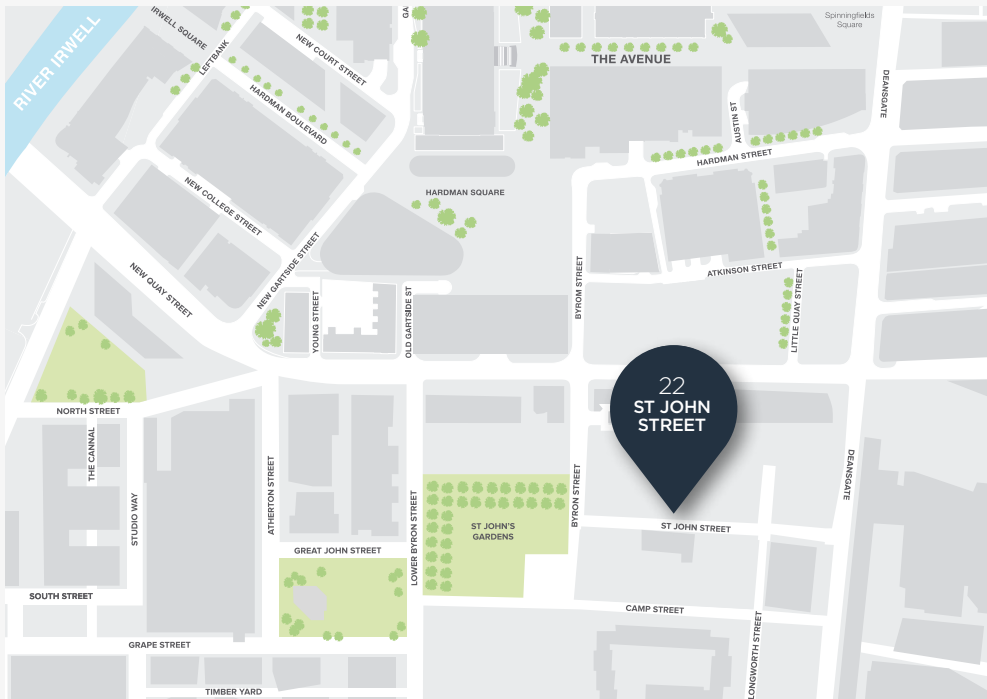 RIVER IRWELL
IRWELL SQUARE
LEFTBANK
NEW COURT STREET
HARDMAN BOULEVARD
GA
THE AVENUE
Spinningfields
Square
DEANSGATE
AUSTIN ST
HARDMAN STREET
HARDMAN SQUARE
NEW COLLEGE STREET
NEW GARTSIDE STREET
NEW QUAY STREET
YOUNG STREET
OLD GARTSIDE ST
BYROM STREET
ATKINSON STREET
LITTLE QUAY STREET
22
ST JOHN
STREET
NORTH STREET
THE CANNAL
STUDIO WAY
ATHERTON STREET
LOWER BYRON STREET
GREAT JOHN STREET
ST JOHN'S
GARDENS
BYRON STREET
ST JOHN STREET
DEANSGATE
SOUTH STREET
CAMP STREET
LONGWORTH STREET
GRAPE STREET
TIMBER YARD